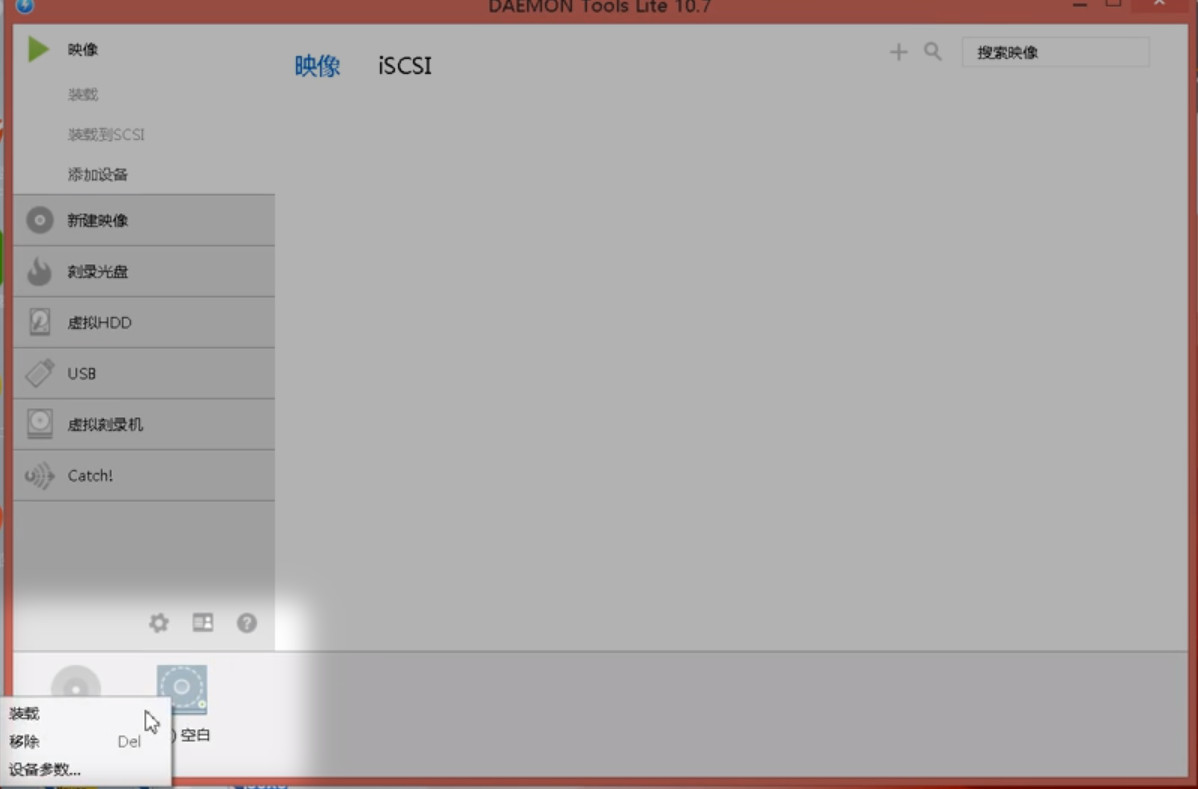 DAEMON Tools Lite 10.7
映像
装载
装载到SCSI
添加设备
新建映像
刻录光盘
虚拟HDD
USB
虚拟刻录机
Catch!
映像 iSCSI
搜索映像
装载
移除 Del
设备参数...
) 空白